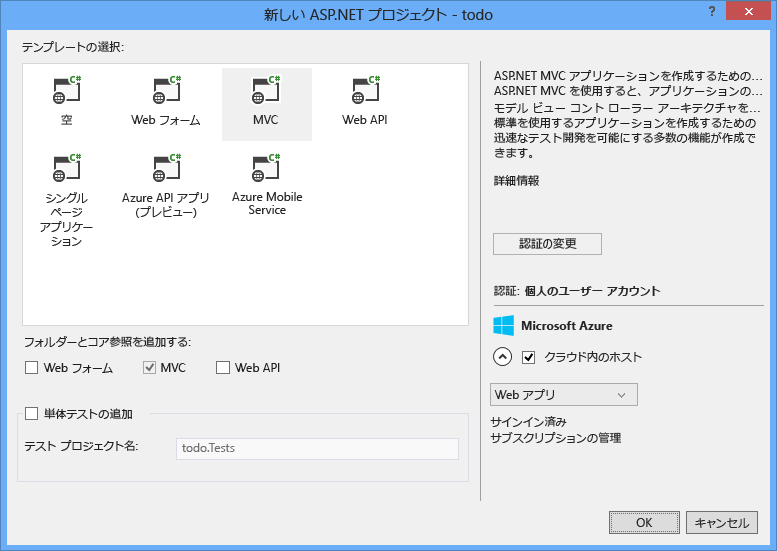 新しい ASP.NET プロジェクト - todo
?
テンプレートの選択:
C#
C#
C#
C#
空
Web フォーム
MVC
Web API
C#
C#
C#
シングル
ページ
アプリケー
ション
Azure API アプリ
(プレビュー)
Azure Mobile
Service
フォルダーとコア参照を追加する:
Web フォーム
MVC
Web API
単体テストの追加
テスト プロジェクト名:
todo.Tests
ASP.NET MVC アプリケーションを作成するための...
ASP.NET MVC を使用すると、アプリケーションの...
モデル ビュー コント ローラー アーキテクチャを...
標準を使用するアプリケーションを作成するための
迅速なテスト開発を可能にする多数の機能が作成で
きます。
詳細情報
認証の変更
認証: 個人のユーザー アカウント
Microsoft Azure
クラウド内のホスト
Web アプリ
サインイン済み
サブスクリプションの管理
OK
キャンセル